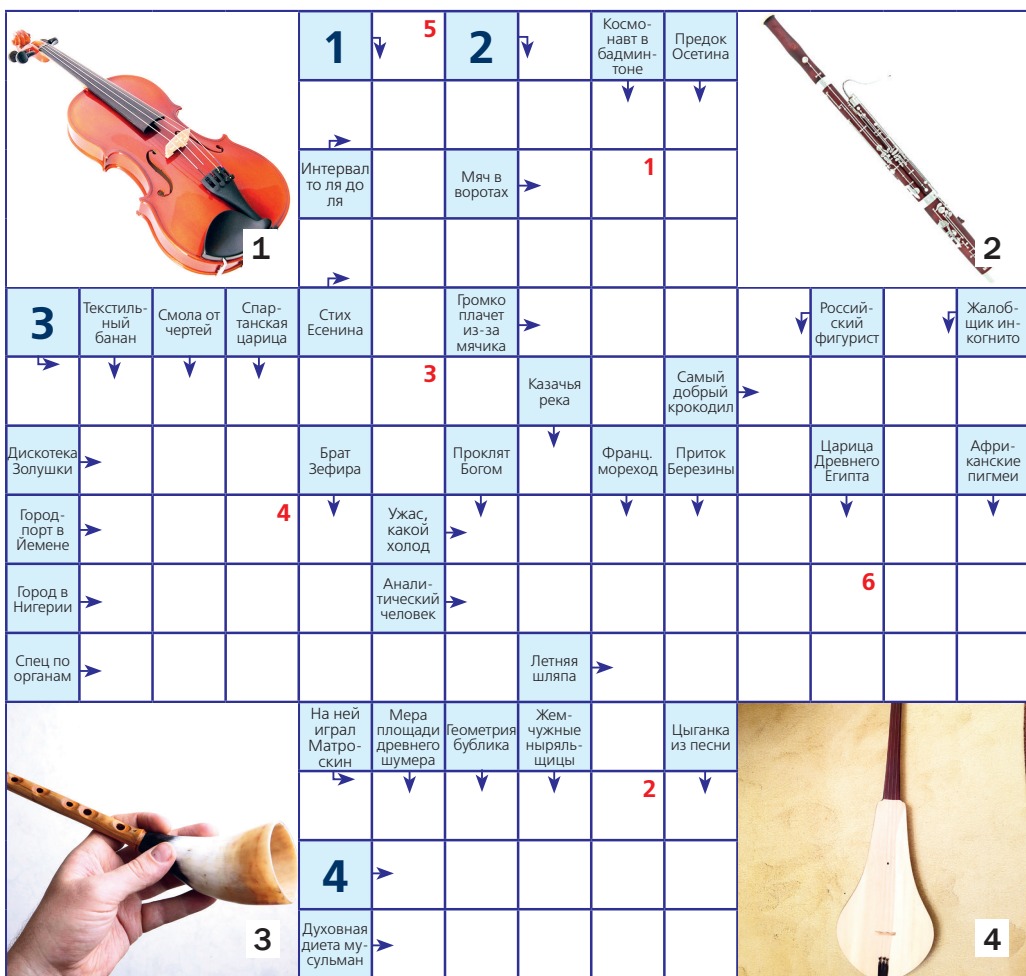 1
5
2
Космо-
навт в
бадмин-
тоне
Предок
Осетина
Интервал
то ля до
ля
Мяч в
воротах
1
1
2
3
Текстиль-
ный
банан
Смола от
чертей
Спар-
танская
царица
Стих
Есенина
Громко
плачет
из-за
мячика
Россий-
ский
фигурист
Жалоб-
щик ин-
когнито
3
Казачья
река
Самый
добрый
крокодил
Дискотека
Золушки
Брат
Зефира
Проклят
Богом
Франц.
мореход
Приток
Березины
Царица
Древнего
Египта
Афри-
канские
пигмеи
Город-
порт в
Йемене
4
Ужас,
какой
холод
Город в
Нигерии
Анали-
тический
человек
6
Спец по
органам
Летняя
шляпа
На ней
играл
Матро-
скин
Мера
площади
древнего
шумера
Геометрия
бублика
Жем-
чужные
ныряль-
щицы
Цыганка
из песни
2
4
Духовная
диета му-
сульман
3
4